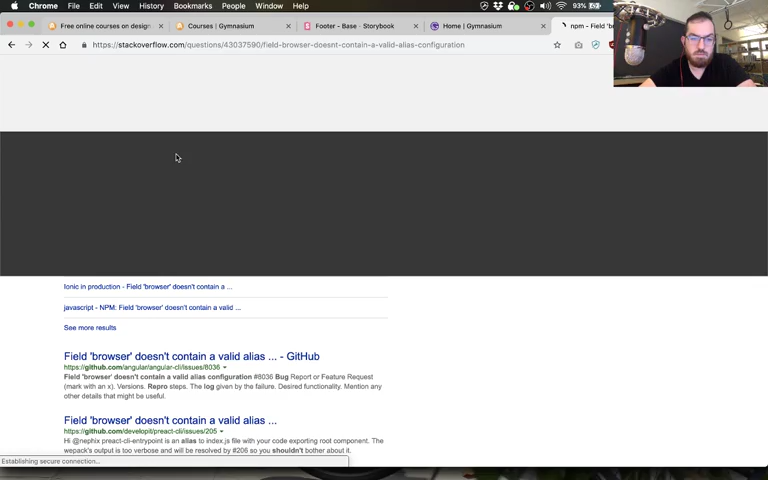 Chrome File Edit View History Bookmarks People Window Help 93%
Free online courses on design
Courses | Gymnasium
Footer - Base · Storybook
Home | Gymnasium
npm - Field 'b
https://stackoverflow.com/questions/43037590/field-browser-doesnt-contain-a-valid-alias-configuration
Ionic in production - Field 'browser' doesn't contain a ...
javascript - NPM: Field 'browser' doesn't contain a valid ...
See more results
Field 'browser' doesn't contain a valid alias ... - GitHub
https://github.com/angular/angular-cli/issues/8036
Field 'browser' doesn't contain a valid alias configuration #8036 Bug Report or Feature Request
(mark with an x). Versions. Repro steps. The log given by the failure. Desired functionality. Mention any
other details that might be useful.
Field 'browser' doesn't contain a valid alias ...
https://github.com/developit/preact-cli/issues/205
Hi @nephix preact-cli-entrypoint is an alias to index.js file with your code exporting root component. The
wepack's output is too verbose and will be resolved by #206 so you shouldn't bother about it.
Establishing secure connection...